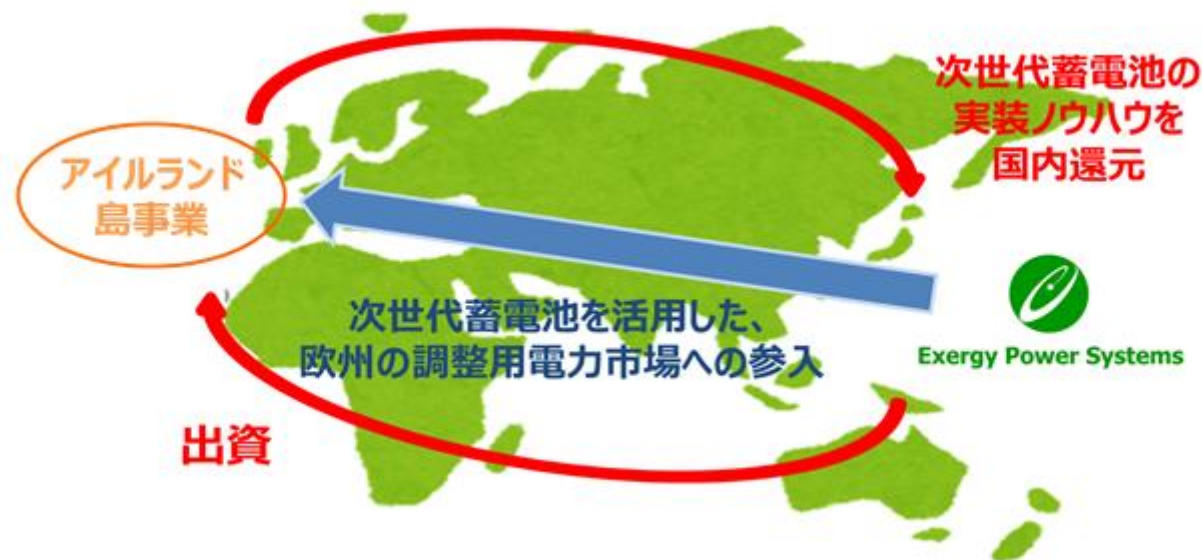 次世代蓄電池の
実装ノウハウを
国内還元
アイルランド
島事業
次世代蓄電池を活用した、
欧州の調整用電力市場への参入
Exergy Power Systems
出資